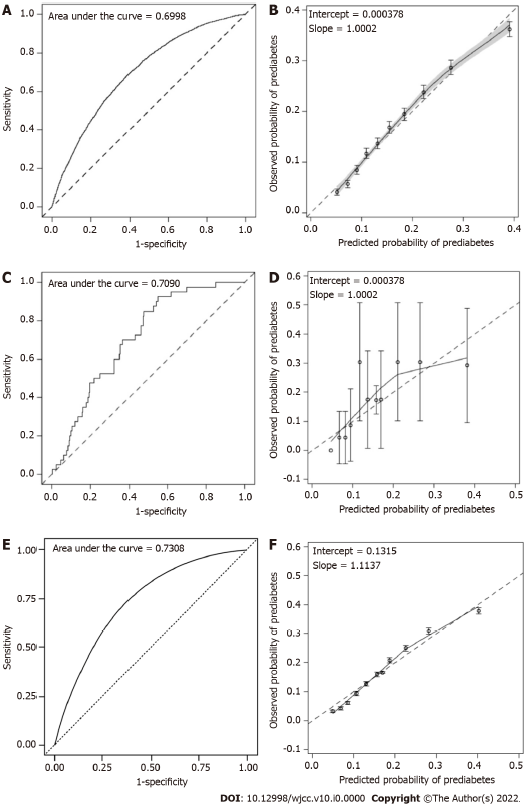 A
Area under the curve = 0.6998
Sensitivity
1.0
0.8
0.6
0.4
0.2
0.0
0.0 0.2 0.4 0.6 0.8 1.0
1-specificity
B
Intercept = 0.000378
Slope = 1.0002
Observed probability of prediabetes
0.4
0.3
0.2
0.1
0.0
0.0 0.1 0.2 0.3 0.4
Predicted probability of prediabetes
C
Area under the curve = 0.7090
Sensitivity
1.0
0.8
0.6
0.4
0.2
0.0
0.0 0.2 0.4 0.6 0.8 1.0
1-specificity
D
Intercept = 0.000378
Slope = 1.0002
Observed probability of prediabetes
0.6
0.5
0.4
0.3
0.2
0.1
0.0
-0.1
0.0 0.1 0.2 0.3 0.4 0.5
Predicted probability of prediabetes
E
Area under the curve = 0.7308
Sensitivity
1.00
0.75
0.50
7.25
0.00
0.00 0.25 0.50 0.75 1.00
1-specificity
F
Intercept = 0.1315
Slope = 1.1137
Observed probability of prediabetes
0.6
0.5
0.4
0.3
0.2
0.1
0.0
-0.1
0.0 0.1 0.2 0.3 0.4 0.5
Predicted probability of prediabetes
DOI: 10.12998/wjcc.v10.i0.0000 Copyright ©The Author(s) 2022.